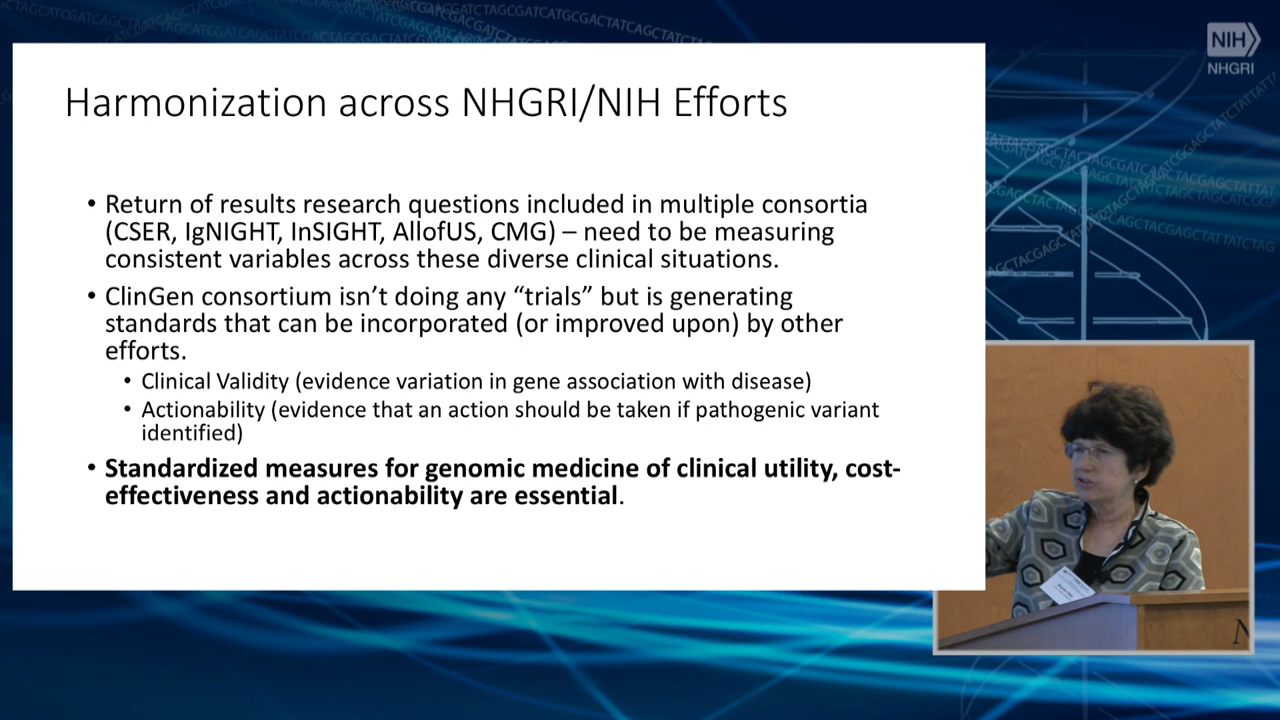 NIH
NHGRI
Harmonization across NHGRI/NIH Efforts
• Return of results research questions included in multiple consortia
(CSER, IgNIGHT, InSIGHT, AllofUS, CMG) – need to be measuring
consistent variables across these diverse clinical situations.
• ClinGen consortium isn’t doing any “trials” but is generating
standards that can be incorporated (or improved upon) by other
efforts.
• Clinical Validity (evidence variation in gene association with disease)
• Actionability (evidence that an action should be taken if pathogenic variant
identified)
• Standardized measures for genomic medicine of clinical utility, cost-
effectiveness and actionability are essential.